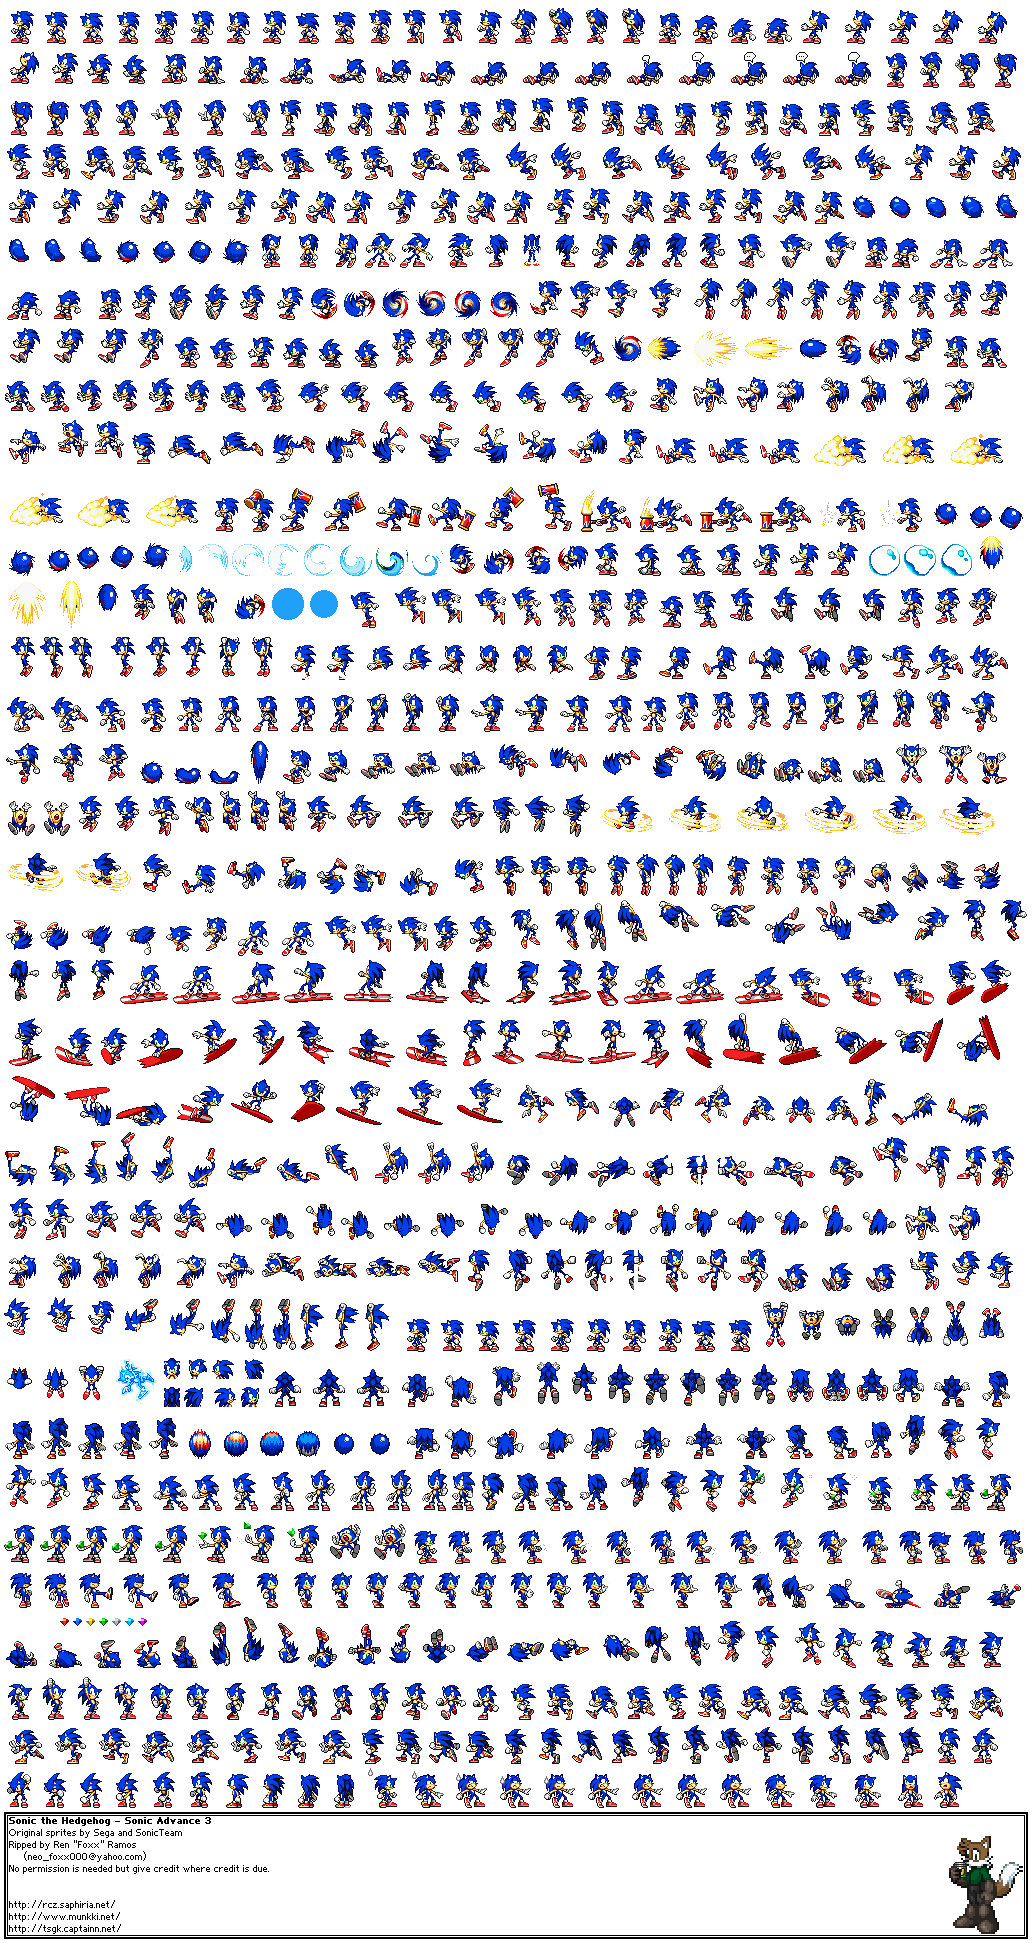 Sonic the Hedgehog - Sonic Advance 3
Original sprites by Sega and SonicTeam
Ripped by Ren "Foxx" Ramos
(neo_foxx000@yahoo.com)
No permission is needed but give credit where credit is due.
http://rcz.saphiria.net/
http://www.munkki.net/
http://tsgk.captainn.net/